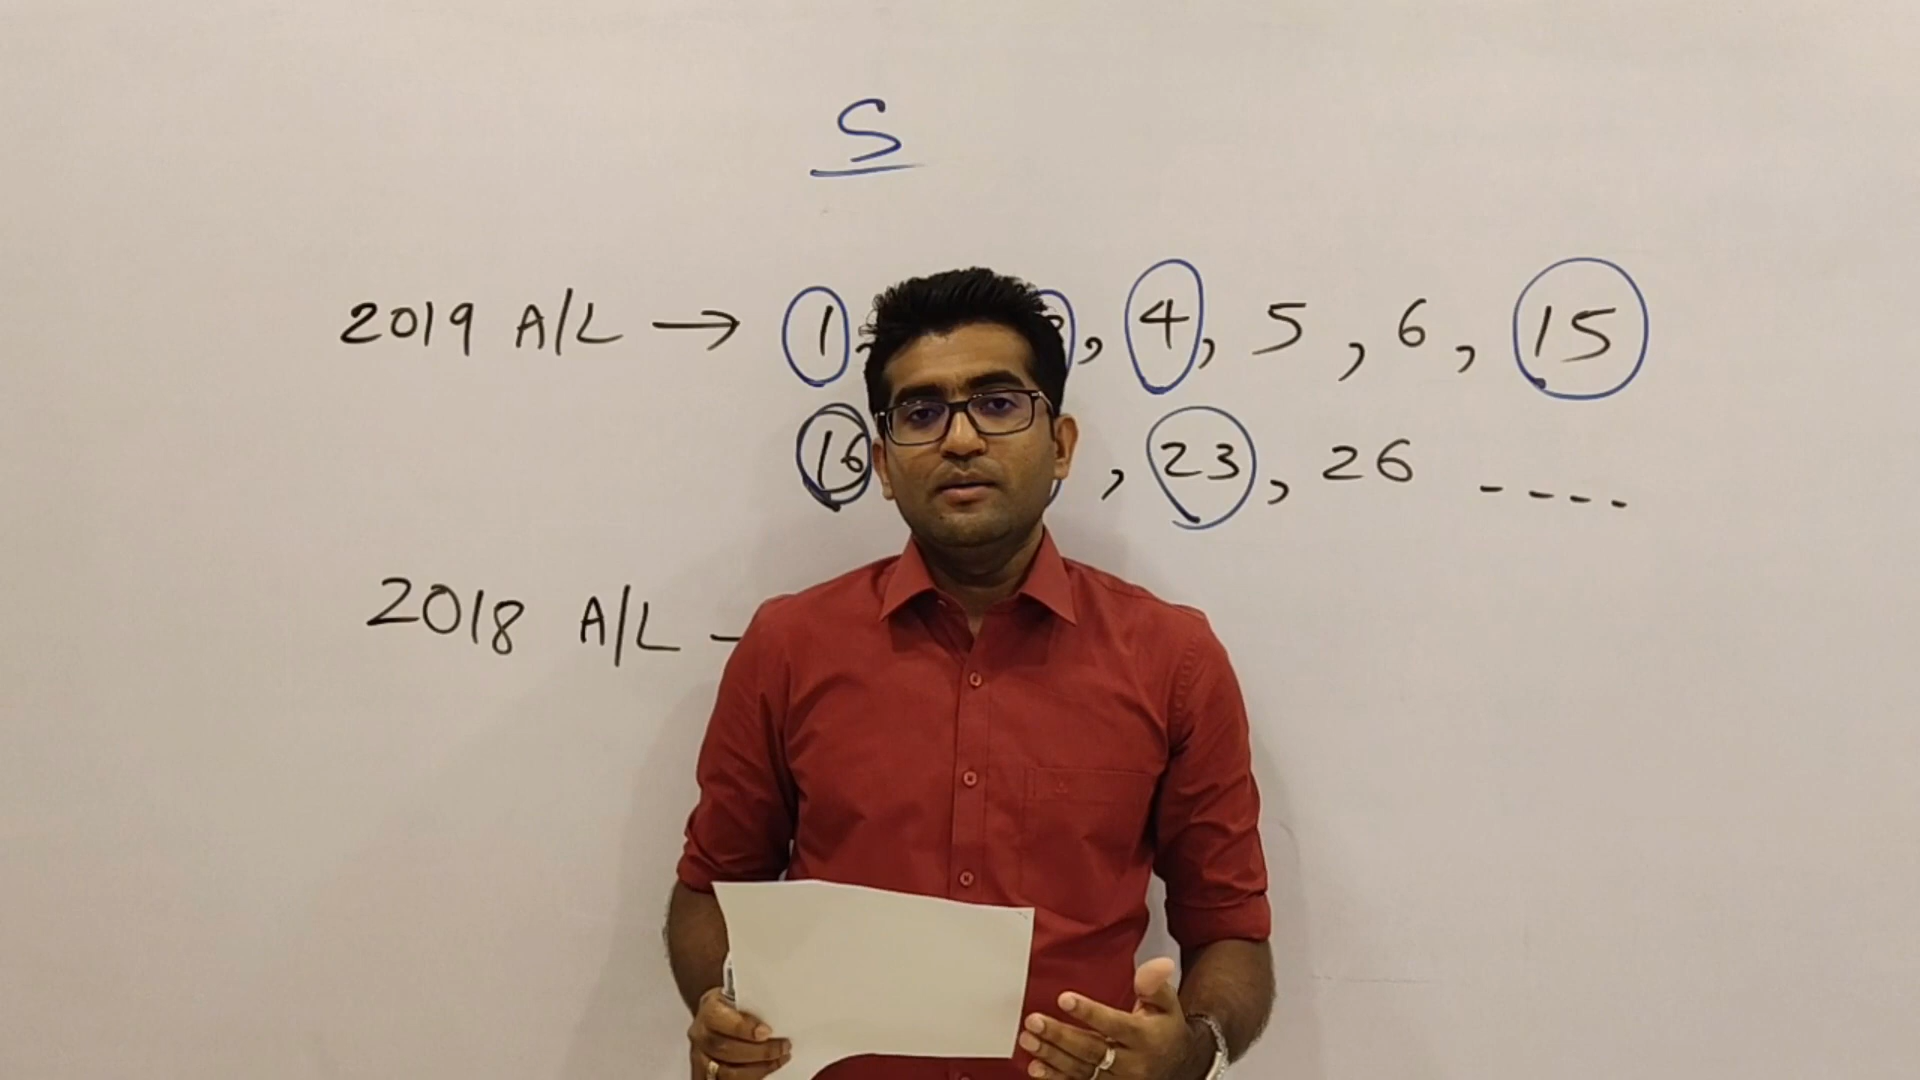 S
2019 A/L → 1, , 4, 5, 6, 15
16 , 23, 26 ----
2018 A/L -